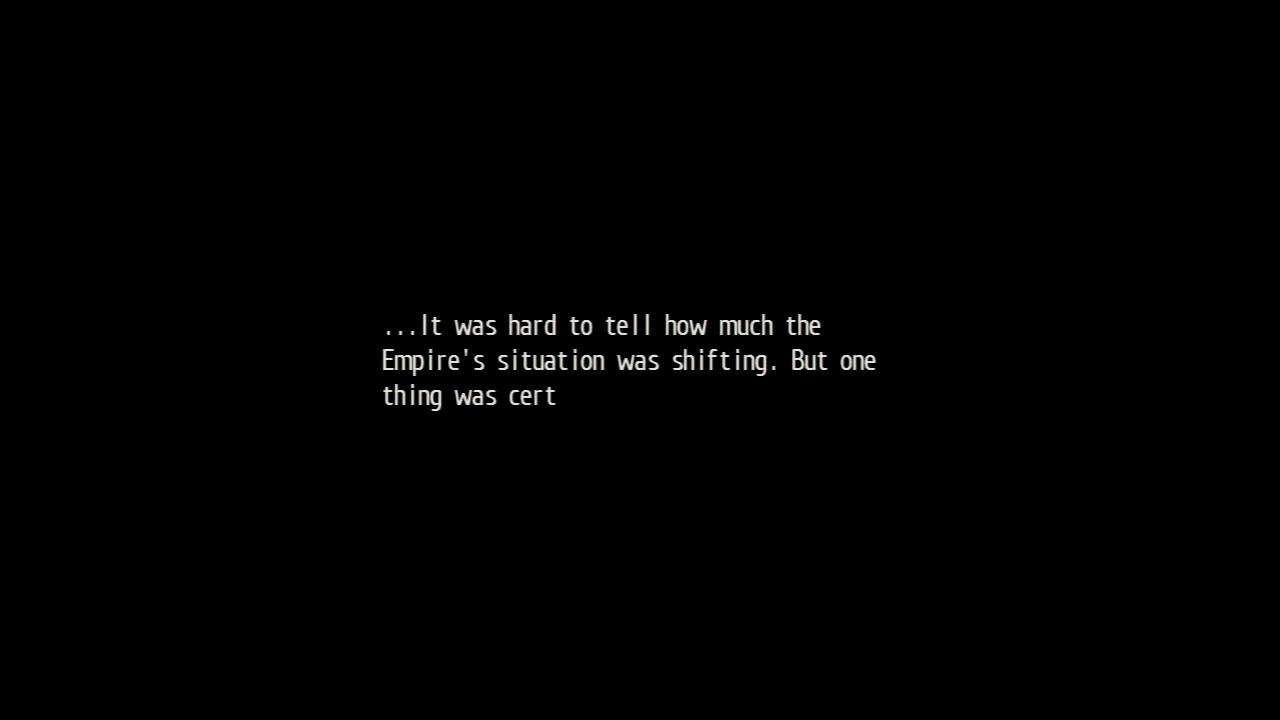 ...It was hard to tell how much the
Empire's situation was shifting. But one
thing was cert